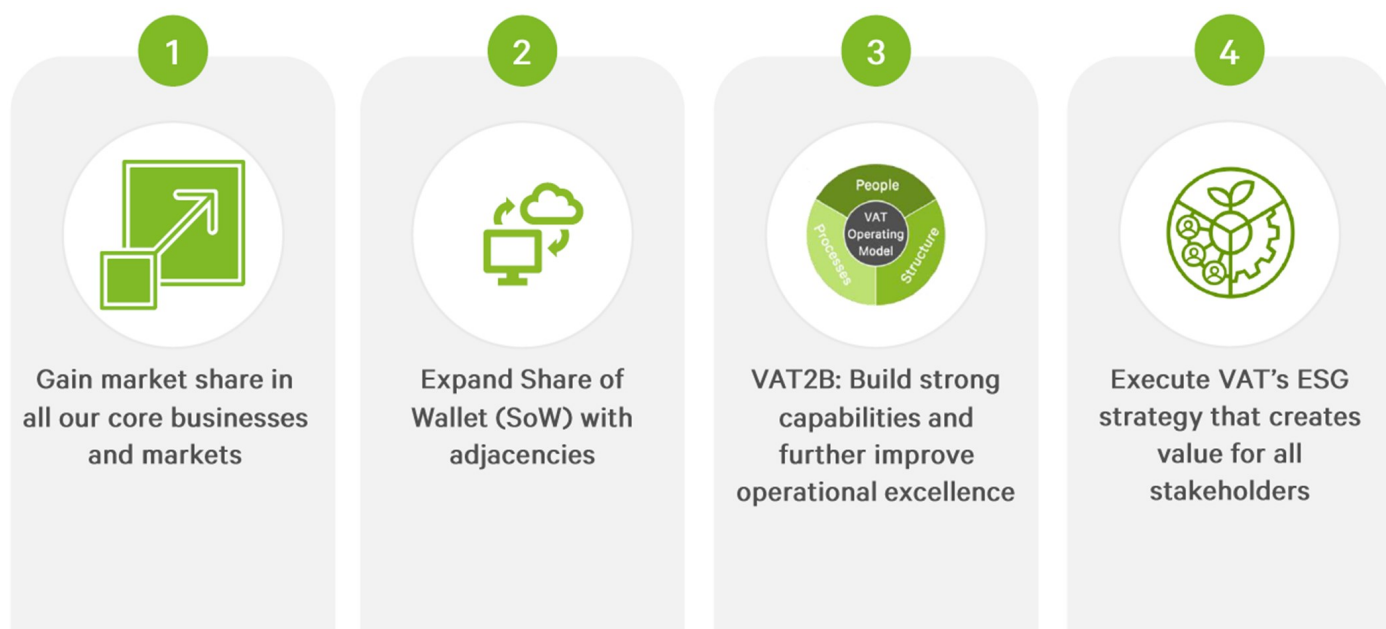 1
Gain market share in
all our core businesses
and markets
2
Expand Share of
Wallet (SoW) with
adjacencies
3
People
VAT
Operating
Model
Processes
Structure
VAT2B: Build strong
capabilities and
further improve
operational excellence
4
Execute VAT’s ESG
strategy that creates
value for all
stakeholders